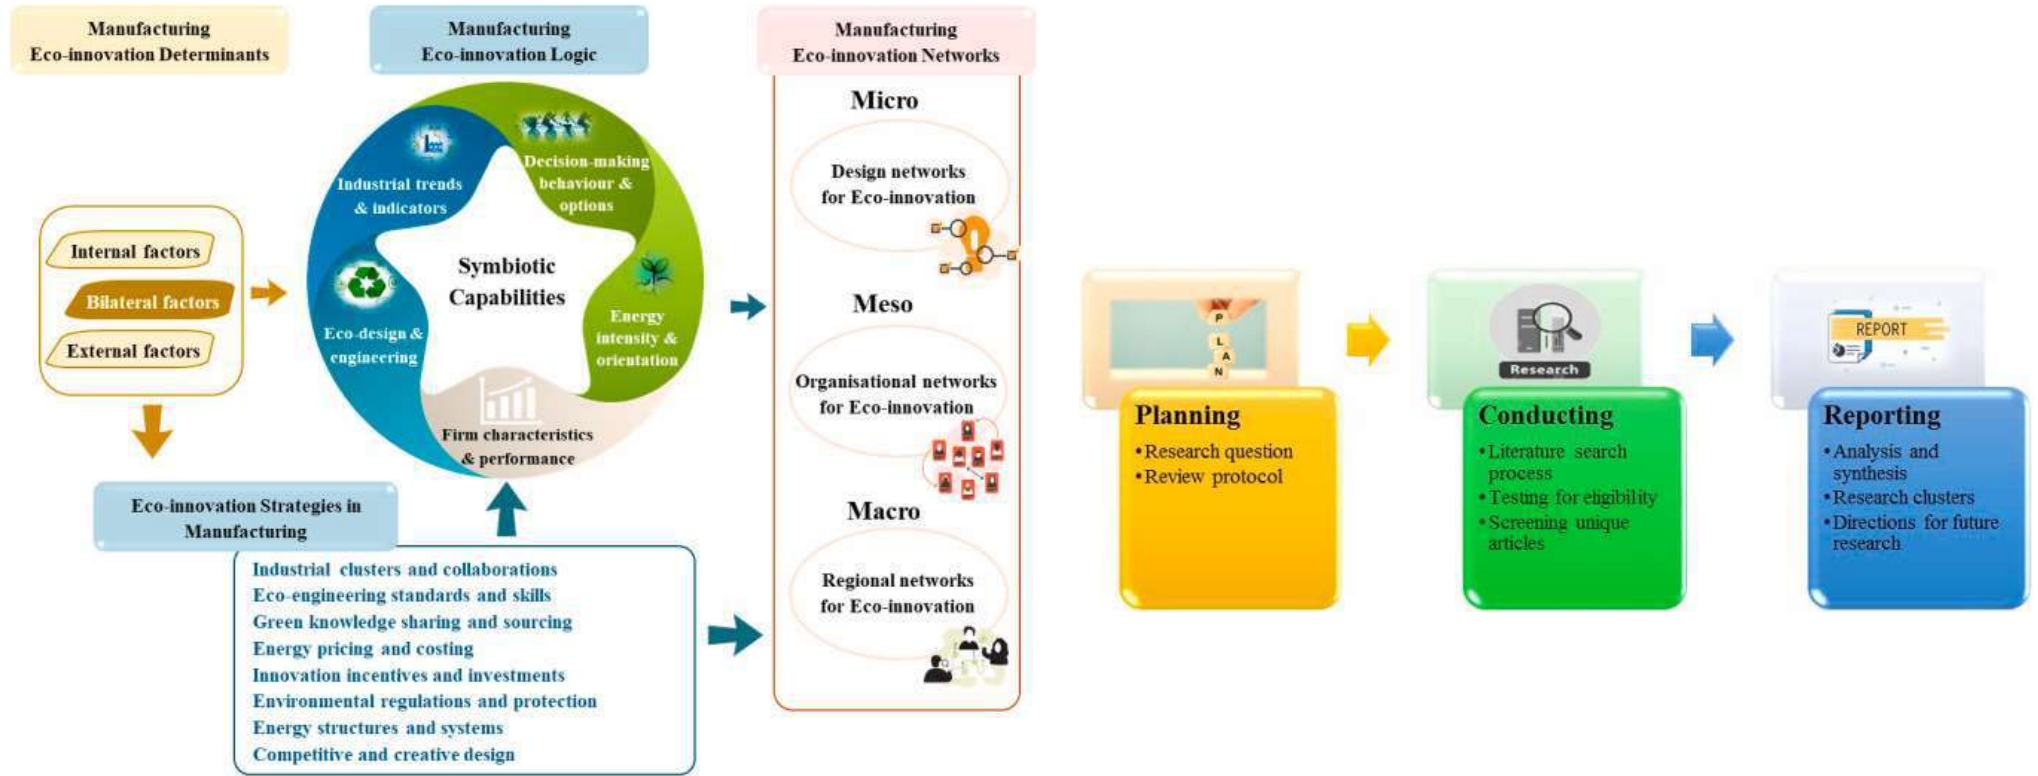 Manufacturing
Eco-innovation Determinants
Internal factors
Bilateral factors
External factors
Manufacturing
Eco-innovation Logic
Industrial trends
& indicators
Decision-making
behaviour &
options
Symbiotic
Capabilities
Eco-design &
engineering
Energy
intensity &
orientation
Firm characteristics
& performance
Eco-innovation Strategies in
Manufacturing
Industrial clusters and collaborations
Eco-engineering standards and skills
Green knowledge sharing and sourcing
Energy pricing and costing
Innovation incentives and investments
Environmental regulations and protection
Energy structures and systems
Competitive and creative design
Manufacturing
Eco-innovation Networks
Micro
Design networks
for Eco-innovation
Meso
Organisational networks
for Eco-innovation
Macro
Regional networks
for Eco-innovation
P
L
A
N
Planning
• Research question
• Review protocol
Research
Conducting
• Literature search
process
• Testing for eligibility
• Screening unique
articles
REPORT
Reporting
• Analysis and
synthesis
• Research clusters
• Directions for future
research